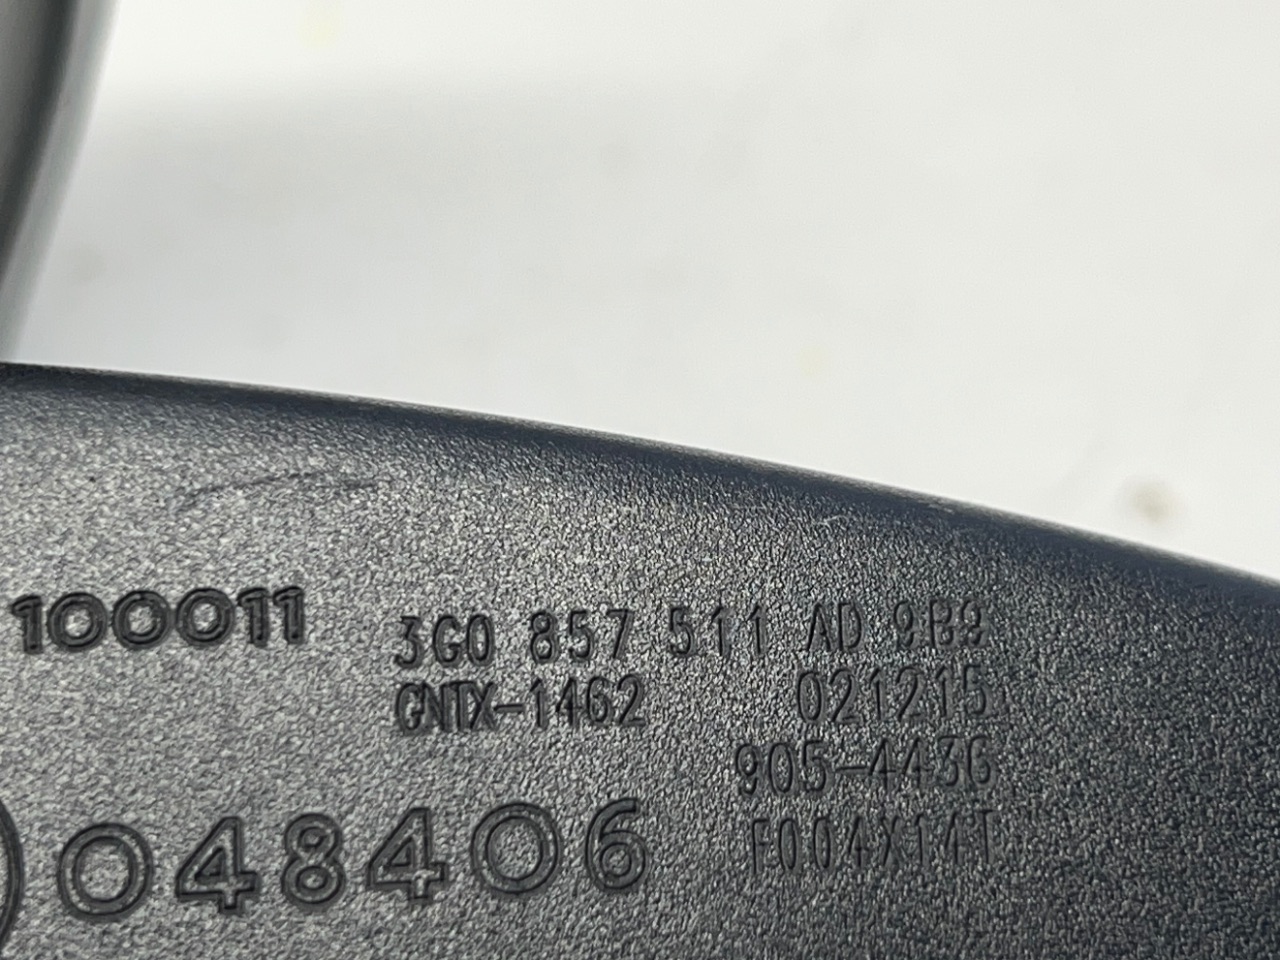 100011
3G0 857 511 AD 9B9
GNTX-1462
021215
905-4436
048406
F004X14T